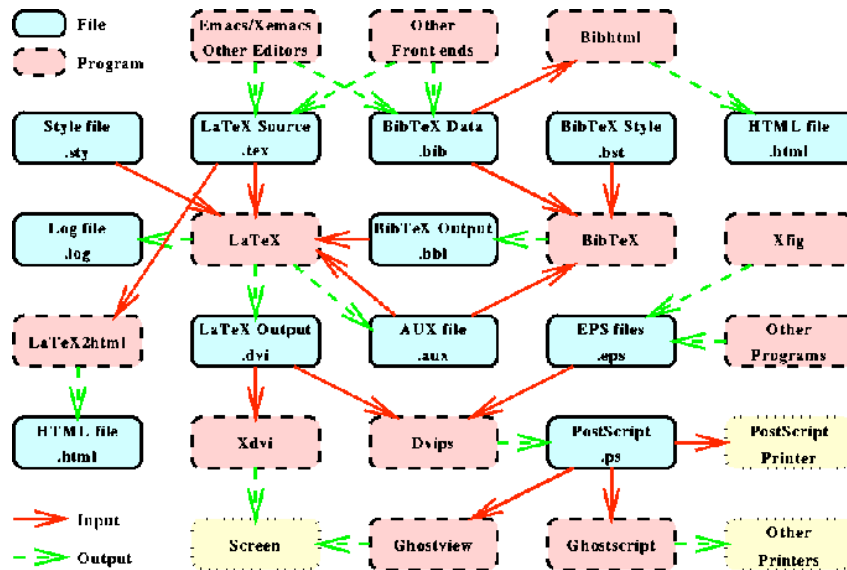 File
Program
Emacs/Xemacs
Other Editors
Other
Front ends
Bibhtml
Style file
.sty
LaTeX Source
.tex
BibTeX Data
.bib
BibTeX Style
.bst
HTML file
.html
Log file
.log
LaTeX
BibTeX Output
.bbl
BibTeX
Xfig
LaTeX2html
LaTeX Output
.dvi
AUX file
.aux
EPS files
.eps
Other
Programs
HTML file
.html
Xdvi
Dvips
PostScript
.ps
PostScript
Printer
Input
Output
Screen
Ghostview
Ghostscript
Other
Printers